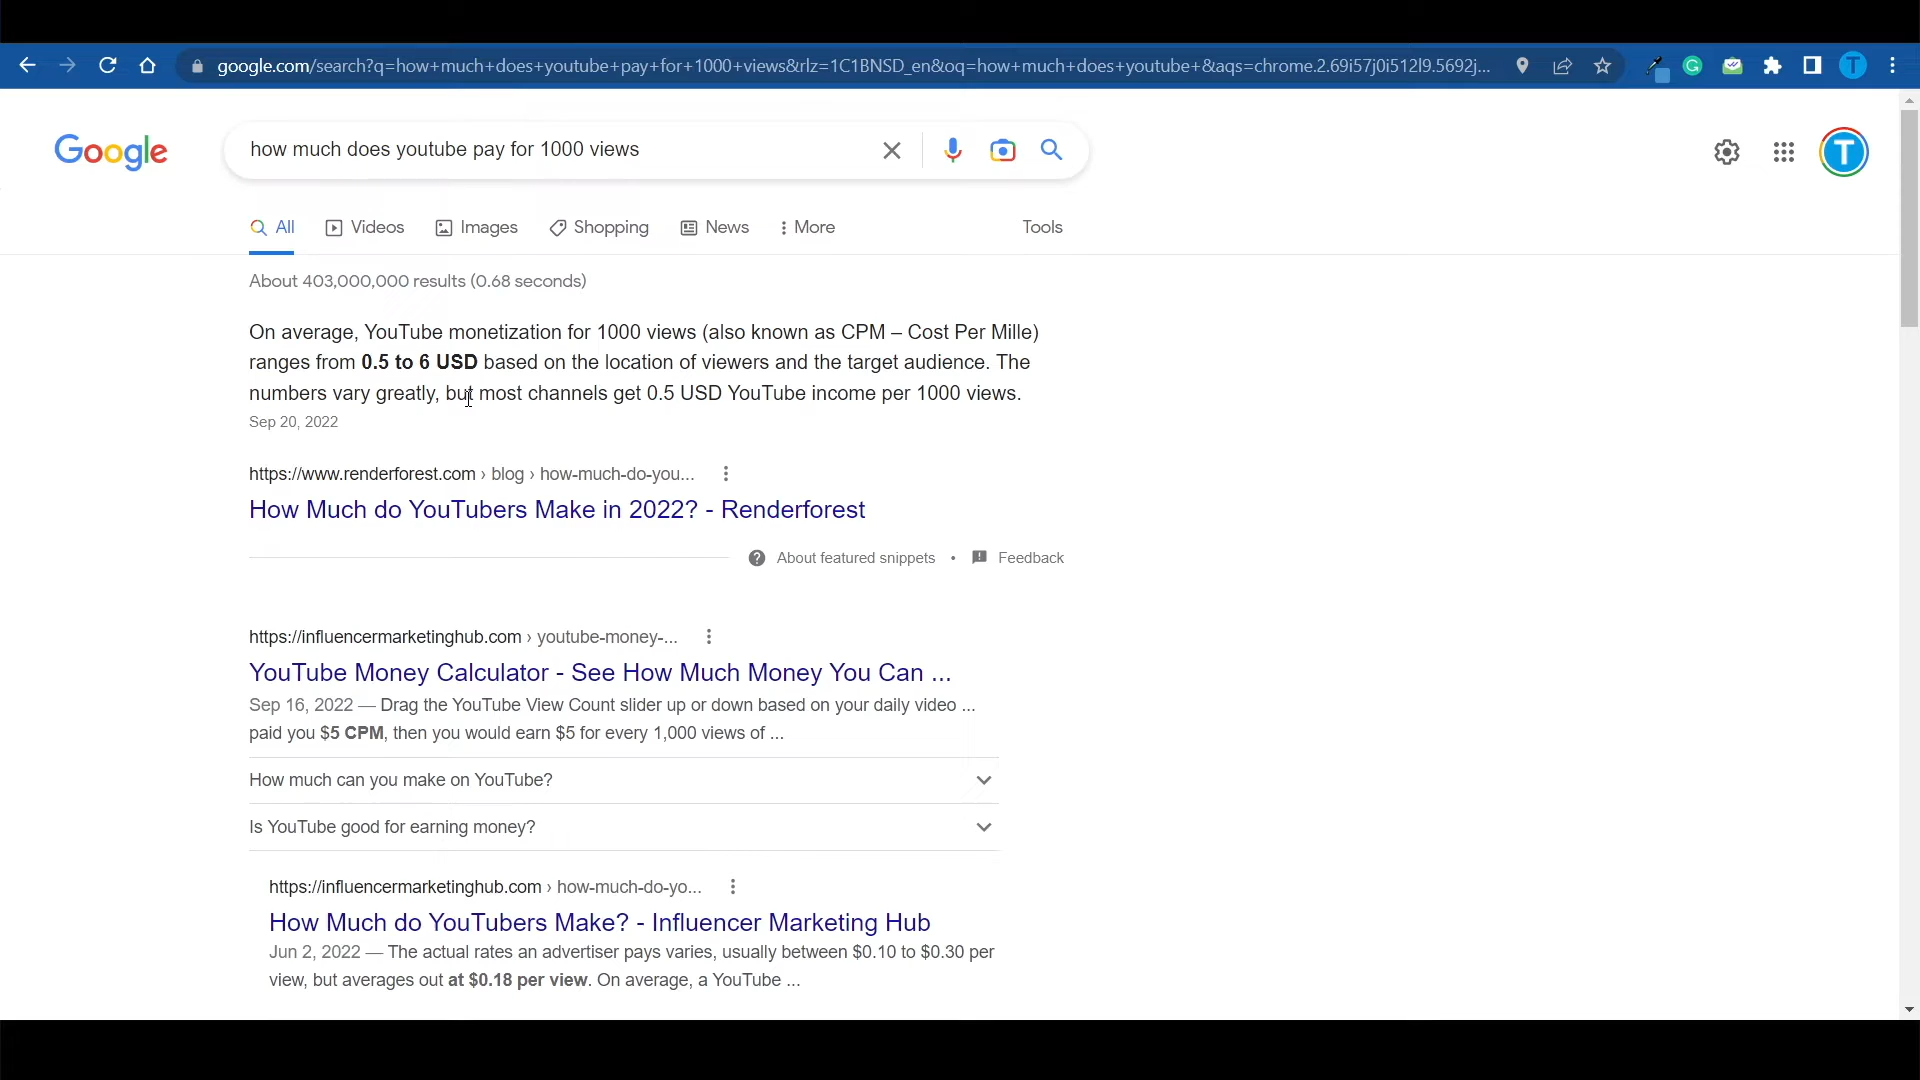 google.com/search?q=how+much+does+youtube+pay+for+1000+views&rlz=1C1BNSD_en&oq=how+much+does+youtube+&aqs=chrome.2.69i57j0i512l9.5692j...
T
Google
how much does youtube pay for 1000 views
T
All
Videos
Images
Shopping
News
More
Tools
About 403,000,000 results (0.68 seconds)
On average, YouTube monetization for 1000 views (also known as CPM – Cost Per Mille)
ranges from 0.5 to 6 USD based on the location of viewers and the target audience. The
numbers vary greatly, but most channels get 0.5 USD YouTube income per 1000 views.
Sep 20, 2022
https://www.renderforest.com › blog › how-much-do-you...
How Much do YouTubers Make in 2022? - Renderforest
About featured snippets • Feedback
https://influencermarketinghub.com › youtube-money-...
YouTube Money Calculator - See How Much Money You Can ...
Sep 16, 2022 — Drag the YouTube View Count slider up or down based on your daily video ...
paid you $5 CPM, then you would earn $5 for every 1,000 views of ...
How much can you make on YouTube?
Is YouTube good for earning money?
https://influencermarketinghub.com › how-much-do-yo...
How Much do YouTubers Make? - Influencer Marketing Hub
Jun 2, 2022 — The actual rates an advertiser pays varies, usually between $0.10 to $0.30 per
view, but averages out at $0.18 per view. On average, a YouTube ...